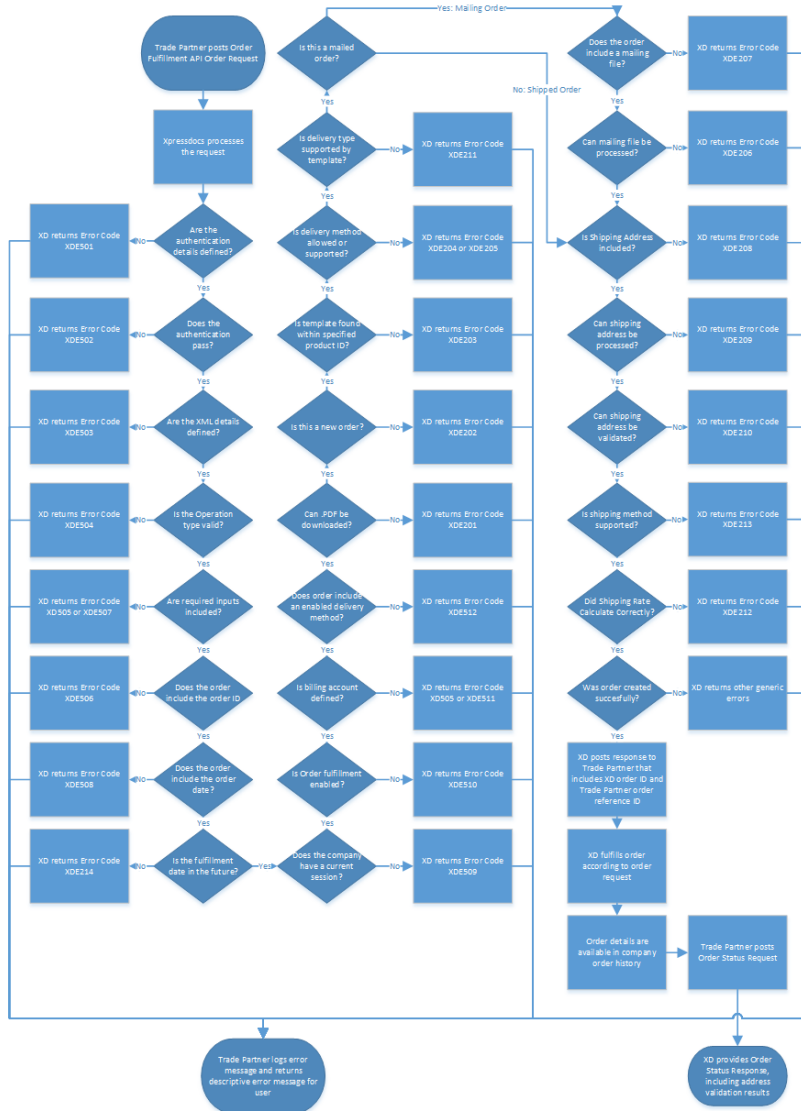 Yes: Mailing Order
Trade Partner posts Order
Fulfillment API Order Request
Xpressdocs processes
the request
Are the
authentication
details defined?
No
XD returns Error Code
XDE501
Yes
Does the
authentication
pass?
No
XD returns Error Code
XDE502
Yes
Are the XML details
defined?
No
XD returns Error Code
XDE503
Yes
Is the Operation
type valid?
No
XD returns Error Code
XDE504
Yes
Are required inputs
included?
No
XD returns Error Code
XD505 or XDE507
Yes
Does the order
include the order ID
No
XD returns Error Code
XDE506
Yes
Does the order
include the order
date?
No
XD returns Error Code
XDE508
Yes
Is the fulfillment
date in the future?
No
XD returns Error Code
XDE214
Yes
Does the company
have a current
session?
No
XD returns Error Code
XDE509
Yes
Is Order fulfillment
enabled?
No
XD returns Error Code
XDE510
Yes
Is billing account
defined?
No
XD returns Error Code
XD505 or XDE511
Yes
Does order include
an enabled delivery
method?
No
XD returns Error Code
XDE512
Yes
Can .PDF be
downloaded?
No
XD returns Error Code
XDE201
Yes
Is this a new order?
No
XD returns Error Code
XDE202
Yes
Is template found
within specified
product ID?
No
XD returns Error Code
XDE203
Yes
Is delivery method
allowed or
supported?
No
XD returns Error Code
XDE204 or XDE205
Yes
Is delivery type
supported by
template?
No
XD returns Error Code
XDE211
Yes
Is this a mailed
order?
No: Shipped Order
Does the order
include a mailing
file?
No
XD returns Error Code
XDE207
Yes
Can mailing file be
processed?
No
XD returns Error Code
XDE206
Yes
Is Shipping Address
included?
No
XD returns Error Code
XDE208
Yes
Can shipping
address be
processed?
No
XD returns Error Code
XDE209
Yes
Can shipping
address be
validated?
No
XD returns Error Code
XDE210
Yes
Is shipping method
supported?
No
XD returns Error Code
XDE213
Yes
Did Shipping Rate
Calculate Correctly?
No
XD returns Error Code
XDE212
Yes
Was order created
succesfully?
No
XD returns other generic
errors
Yes
XD posts response to
Trade Partner that
includes XD order ID and
Trade Partner order
reference ID
XD fulfills order
according to order
request
Order details are
available in company
order history
Trade Partner posts
Order Status Request
Trade Partner logs error
message and returns
descriptive error message for
user
XD provides Order
Status Response,
including address
validation results